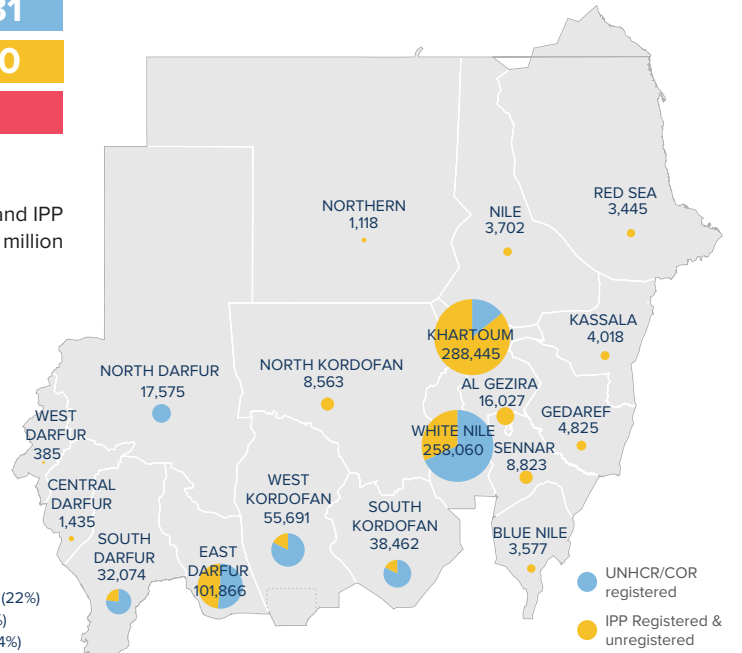 31
0
and IPP
million
NORTHERN
1,118
NILE
3,702
RED SEA
3,445
KHARTOUM
288,445
KASSALA
4,018
NORTH DARFUR
17,575
NORTH KORDOFAN
8,563
AL GEZIRA
16,027
GEDAREF
4,825
WEST
DARFUR
385
WHITE NILE
258,060
SENNAR
8,823
CENTRAL
DARFUR
1,435
WEST
KORDOFAN
55,691
SOUTH
KORDOFAN
38,462
SOUTH
DARFUR
32,074
EAST
DARFUR
101,866
BLUE NILE
3,577
(22%)
%)
4%)
UNHCR/COR
registered
IPP Registered &
unregistered